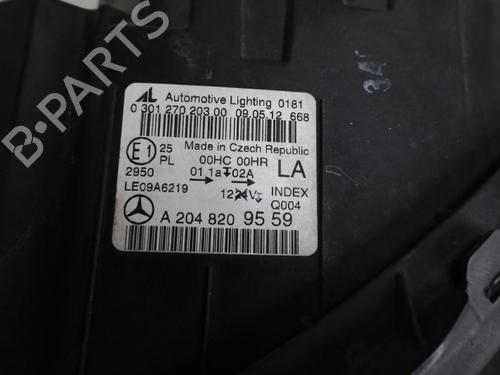 B-PARTS
AL Automotive Lighting 0181
0 301 270 203 00 09.05.12 668
Made in Czech Republic
E1 25 00HC 00HR LA
PL
2950 01 1a 02A
LE09A6219 12 INDEX
Q004
A 204 820 95 59